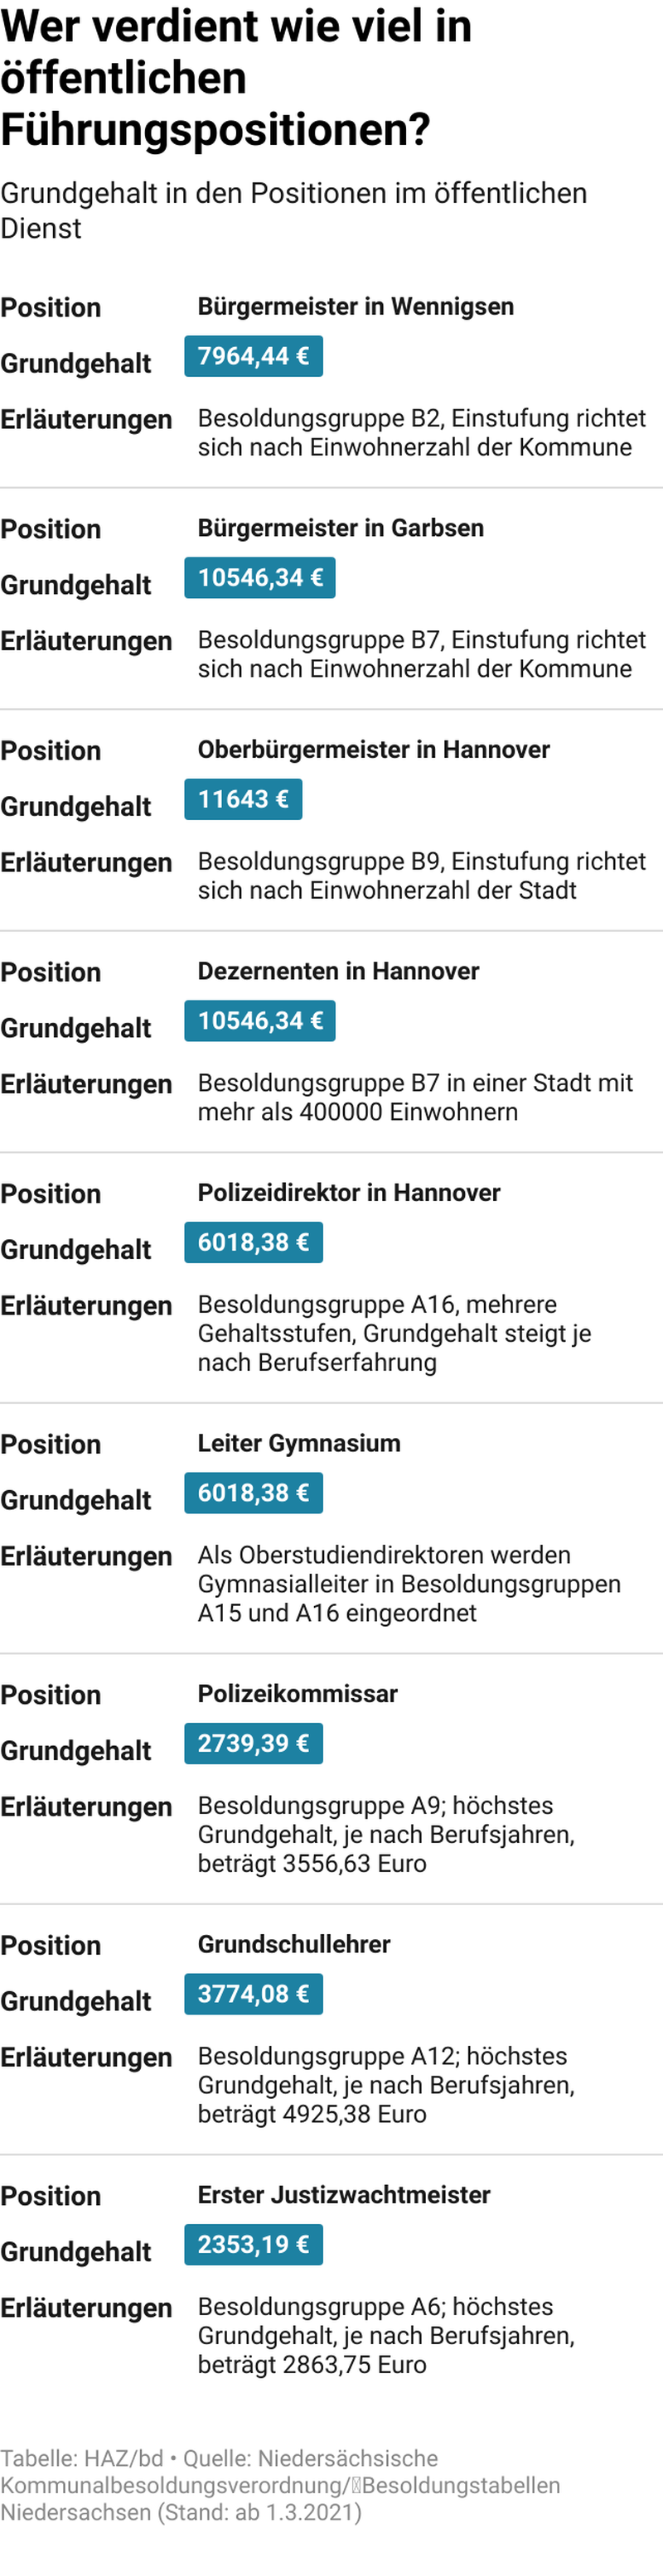 Wer verdient wie viel in
öffentlichen
Führungspositionen?
Grundgehalt in den Positionen im öffentlichen
Dienst
Position Bürgermeister in Wennigsen
Grundgehalt 7964,44 €
Erläuterungen Besoldungsgruppe B2, Einstufung richtet
sich nach Einwohnerzahl der Kommune
Position Bürgermeister in Garbsen
Grundgehalt 10546,34 €
Erläuterungen Besoldungsgruppe B7, Einstufung richtet
sich nach Einwohnerzahl der Kommune
Position Oberbürgermeister in Hannover
Grundgehalt 11643 €
Erläuterungen Besoldungsgruppe B9, Einstufung richtet
sich nach Einwohnerzahl der Stadt
Position Dezernenten in Hannover
Grundgehalt 10546,34 €
Erläuterungen Besoldungsgruppe B7 in einer Stadt mit
mehr als 400000 Einwohnern
Position Polizeidirektor in Hannover
Grundgehalt 6018,38 €
Erläuterungen Besoldungsgruppe A16, mehrere
Gehaltsstufen, Grundgehalt steigt je
nach Berufserfahrung
Position Leiter Gymnasium
Grundgehalt 6018,38 €
Erläuterungen Als Oberstudiendirektoren werden
Gymnasialleiter in Besoldungsgruppen
A15 und A16 eingeordnet
Position Polizeikommissar
Grundgehalt 2739,39 €
Erläuterungen Besoldungsgruppe A9; höchstes
Grundgehalt, je nach Berufsjahren,
beträgt 3556,63 Euro
Position Grundschullehrer
Grundgehalt 3774,08 €
Erläuterungen Besoldungsgruppe A12; höchstes
Grundgehalt, je nach Berufsjahren,
beträgt 4925,38 Euro
Position Erster Justizwachtmeister
Grundgehalt 2353,19 €
Erläuterungen Besoldungsgruppe A6; höchstes
Grundgehalt, je nach Berufsjahren,
beträgt 2863,75 Euro
Tabelle: HAZ/bd • Quelle: Niedersächsische
Kommunalbesoldungsverordnung/Besoldungstabellen
Niedersachsen (Stand: ab 1.3.2021)